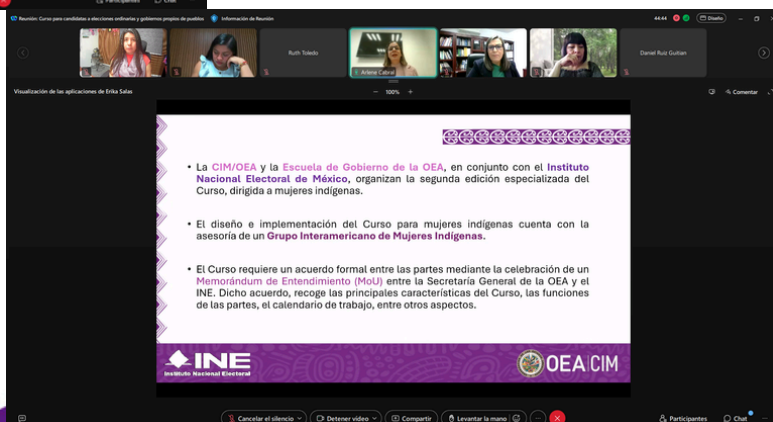 Participantes Chat
Reunión: Curso para candidatas a elecciones ordinarias y gobiernos propios de pueblos Información de Reunión 44:44 Diseño
Ruth Toledo
Arlene Cabral
Daniel Ruiz Guitian
Visualización de las aplicaciones de Erika Salas
− 100% +
Comentar
• La CIM/OEA y la Escuela de Gobierno de la OEA, en conjunto con el Instituto
Nacional Electoral de México, organizan la segunda edición especializada del
Curso, dirigida a mujeres indígenas.
• El diseño e implementación del Curso para mujeres indígenas cuenta con la
asesoría de un Grupo Interamericano de Mujeres Indígenas.
• El Curso requiere un acuerdo formal entre las partes mediante la celebración de un
Memorándum de Entendimiento (MoU) entre la Secretaría General de la OEA y el
INE. Dicho acuerdo, recoge las principales características del Curso, las funciones
de las partes, el calendario de trabajo, entre otros aspectos.
INE
Instituto Nacional Electoral
OEA CIM
Cancelar el silencio Detener vídeo Compartir Levantar la mano Participantes Chat